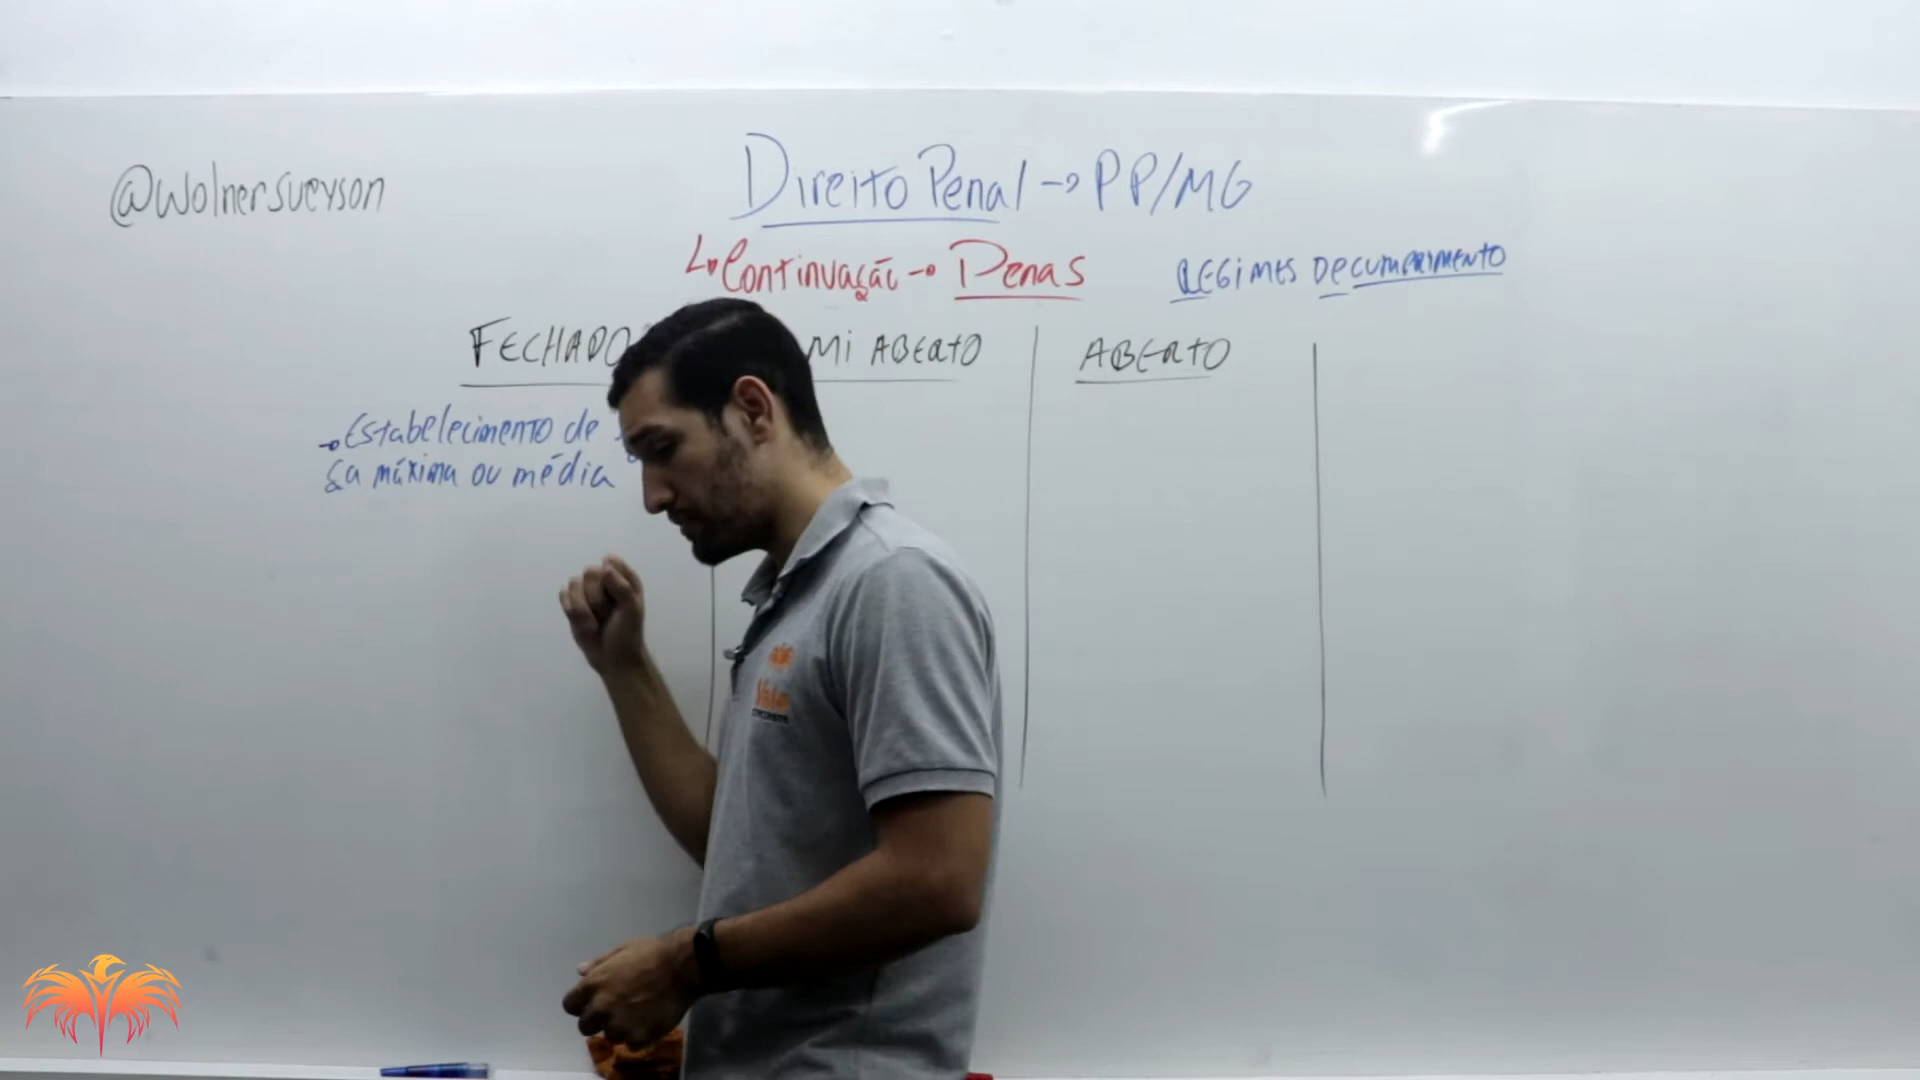 @wolnersueyson
Direito Penal → PP/MG
↳ Continuação → Penas
REGIMES DE CUMPRIMENTO
FECHADO
MI ABERTO
ABERTO
→ Estabelecimento de
ça máxima ou média